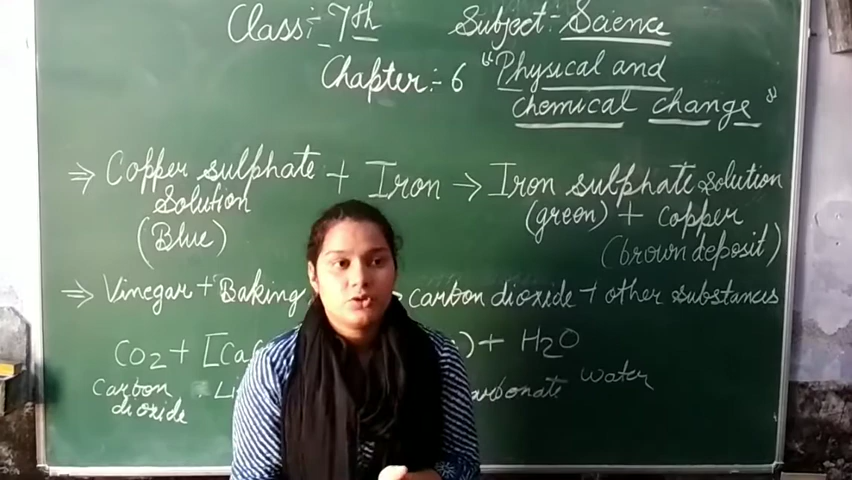 Class:- 7th Subject:- Science
Chapter:- 6 "Physical and
chemical change"
⇒ Copper sulphate + Iron → Iron sulphate solution
Solution (green) + copper
(Blue) (brown deposit)
⇒ Vinegar + Baking carbon dioxide + other substances
CO2 + [Ca ) + H2O
Carbon water
dioxide